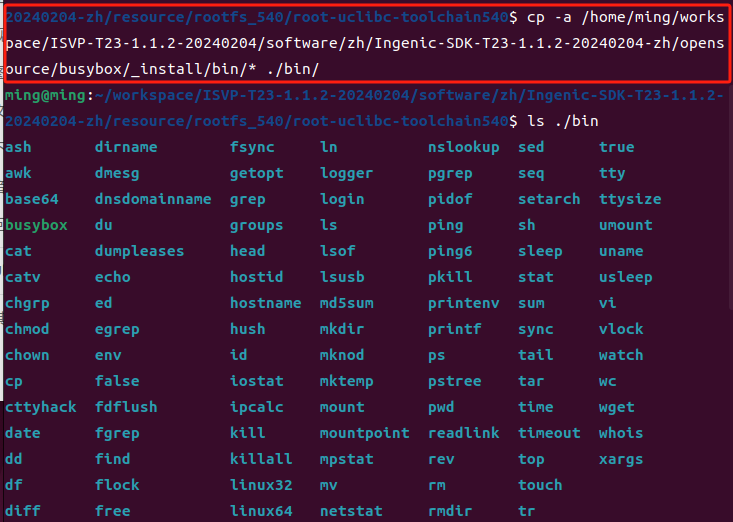 20240204-zh/resource/rootfs_540/root-uclibc-toolchain540$ cp -a /home/ming/works
pace/ISVP-T23-1.1.2-20240204/software/zh/Ingenic-SDK-T23-1.1.2-20240204-zh/opens
ource/busybox/_install/bin/* ./bin/
ming@ming:~/workspace/ISVP-T23-1.1.2-20240204/software/zh/Ingenic-SDK-T23-1.1.2-
20240204-zh/resource/rootfs_540/root-uclibc-toolchain540$ ls ./bin
ash dirname fsync ln nslookup sed true
awk dmesg getopt logger pgrep seq tty
base64 dnsdomainname grep login pidof setarch ttysize
busybox du groups ls ping sh umount
cat dumpleases head lsof ping6 sleep uname
catv echo hostid lsusb pkill stat usleep
chgrp ed hostname md5sum printenv sum vi
chmod egrep hush mkdir printf sync vlock
chown env id mknod ps tail watch
cp false iostat mktemp pstree tar wc
cttyhack fdflush ipcalc mount pwd time wget
date fgrep kill mountpoint readlink timeout whois
dd find killall mpstat rev top xargs
df flock linux32 mv rm touch
diff free linux64 netstat rmdir tr